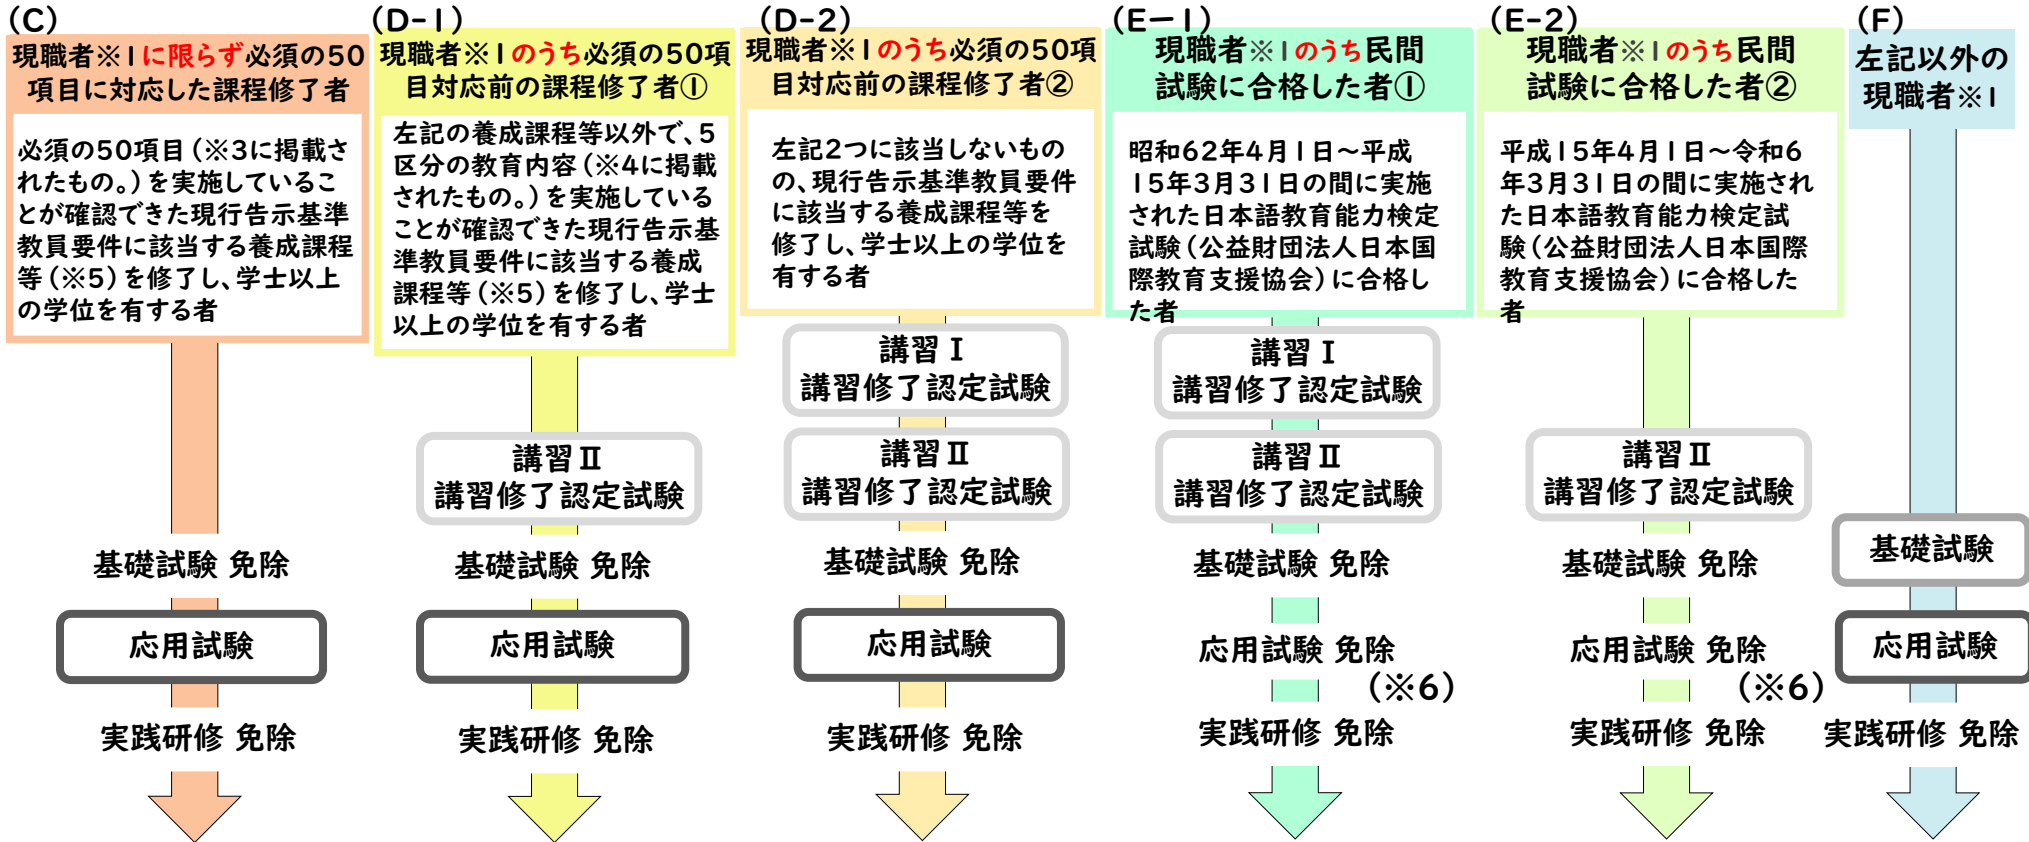 (C)
現職者※1に限らず必須の50
項目に対応した課程修了者
必須の50項目(※3に掲載さ
れたもの。)を実施しているこ
とが確認できた現行告示基準
教員要件に該当する養成課程
等(※5)を修了し、学士以上
の学位を有する者
基礎試験 免除
応用試験
実践研修 免除
(D-1)
現職者※1のうち必須の50項
目対応前の課程修了者①
左記の養成課程等以外で、5
区分の教育内容(※4に掲載
されたもの。)を実施している
ことが確認できた現行告示基
準教員要件に該当する養成
課程等(※5)を修了し、学士
以上の学位を有する者
講習Ⅱ
講習修了認定試験
基礎試験 免除
応用試験
実践研修 免除
(D-2)
現職者※1のうち必須の50項
目対応前の課程修了者②
左記2つに該当しないもの
の、現行告示基準教員要件
に該当する養成課程等を
修了し、学士以上の学位を
有する者
講習Ⅰ
講習修了認定試験
講習Ⅱ
講習修了認定試験
基礎試験 免除
応用試験
実践研修 免除
(E-1)
現職者※1のうち民間
試験に合格した者①
昭和62年4月1日~平成
15年3月31日の間に実施
された日本語教育能力検定
試験(公益財団法人日本国
際教育支援協会)に合格し
た者
講習Ⅰ
講習修了認定試験
講習Ⅱ
講習修了認定試験
基礎試験 免除
応用試験 免除
(※6)
実践研修 免除
(E-2)
現職者※1のうち民間
試験に合格した者②
平成15年4月1日~令和6
年3月31日の間に実施され
た日本語教育能力検定試
験(公益財団法人日本国際
教育支援協会)に合格した
者
講習Ⅱ
講習修了認定試験
基礎試験 免除
応用試験 免除
(※6)
実践研修 免除
(F)
左記以外の
現職者※1
基礎試験
応用試験
実践研修 免除